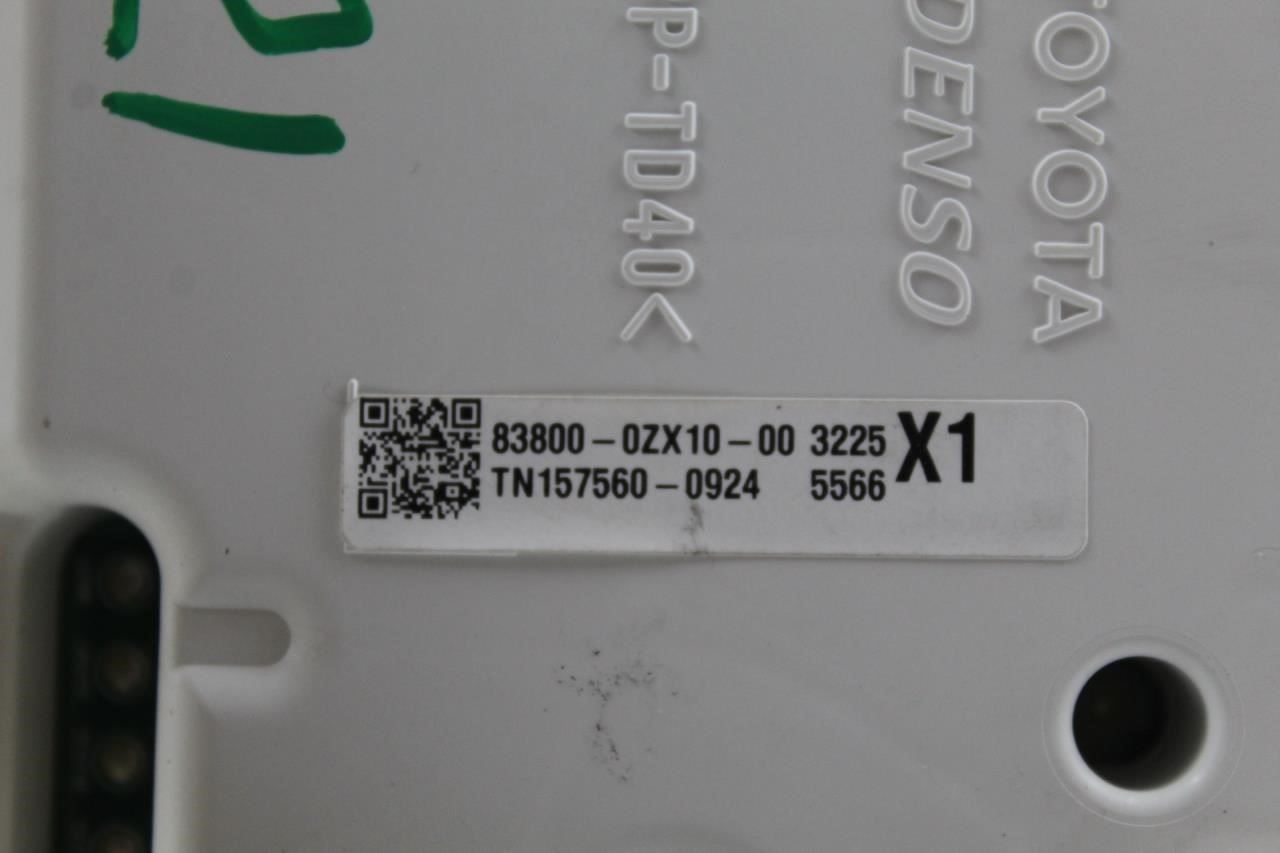 TOYOTA
DENSO
P-TD40<
83800-0ZX10-00 3225 X1
TN157560-0924 5566